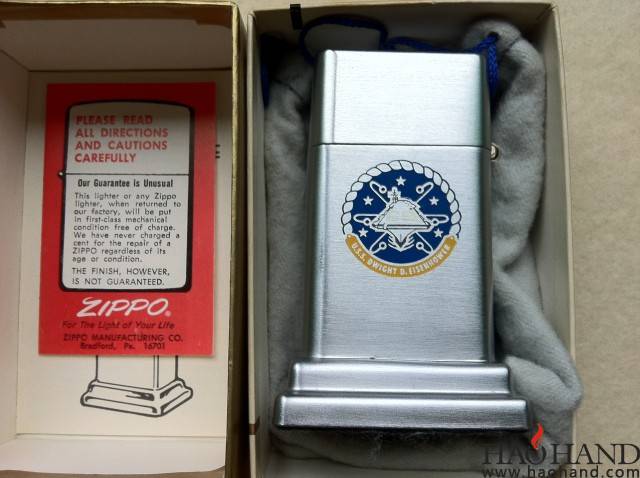 PLEASE READ
ALL DIRECTIONS
AND CAUTIONS
CAREFULLY
Our Guarantee is Unusual
This lighter or any Zippo
lighter, when returned to
our factory, will be put
in first-class mechanical
condition free of charge.
We have never charged a
cent for the repair of a
ZIPPO regardless of its
age or condition.
THE FINISH, HOWEVER,
IS NOT GUARANTEED.
ZIPPO®
For The Light of Your Life
ZIPPO MANUFACTURING CO.
Bradford, Pa. 16701
U.S.S. DWIGHT D. EISENHOWER
HAOHAND
www.haohand.com